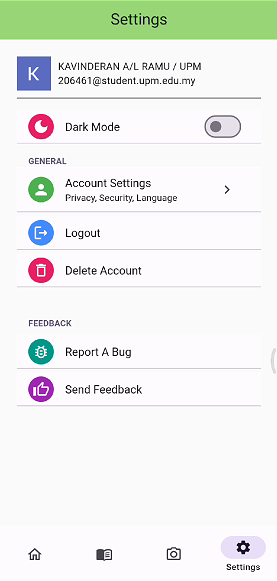 Settings
K
KAVINDERAN A/L RAMU / UPM
206461@student.upm.edu.my
Dark Mode
GENERAL
Account Settings
Privacy, Security, Language
Logout
Delete Account
FEEDBACK
Report A Bug
Send Feedback
Settings